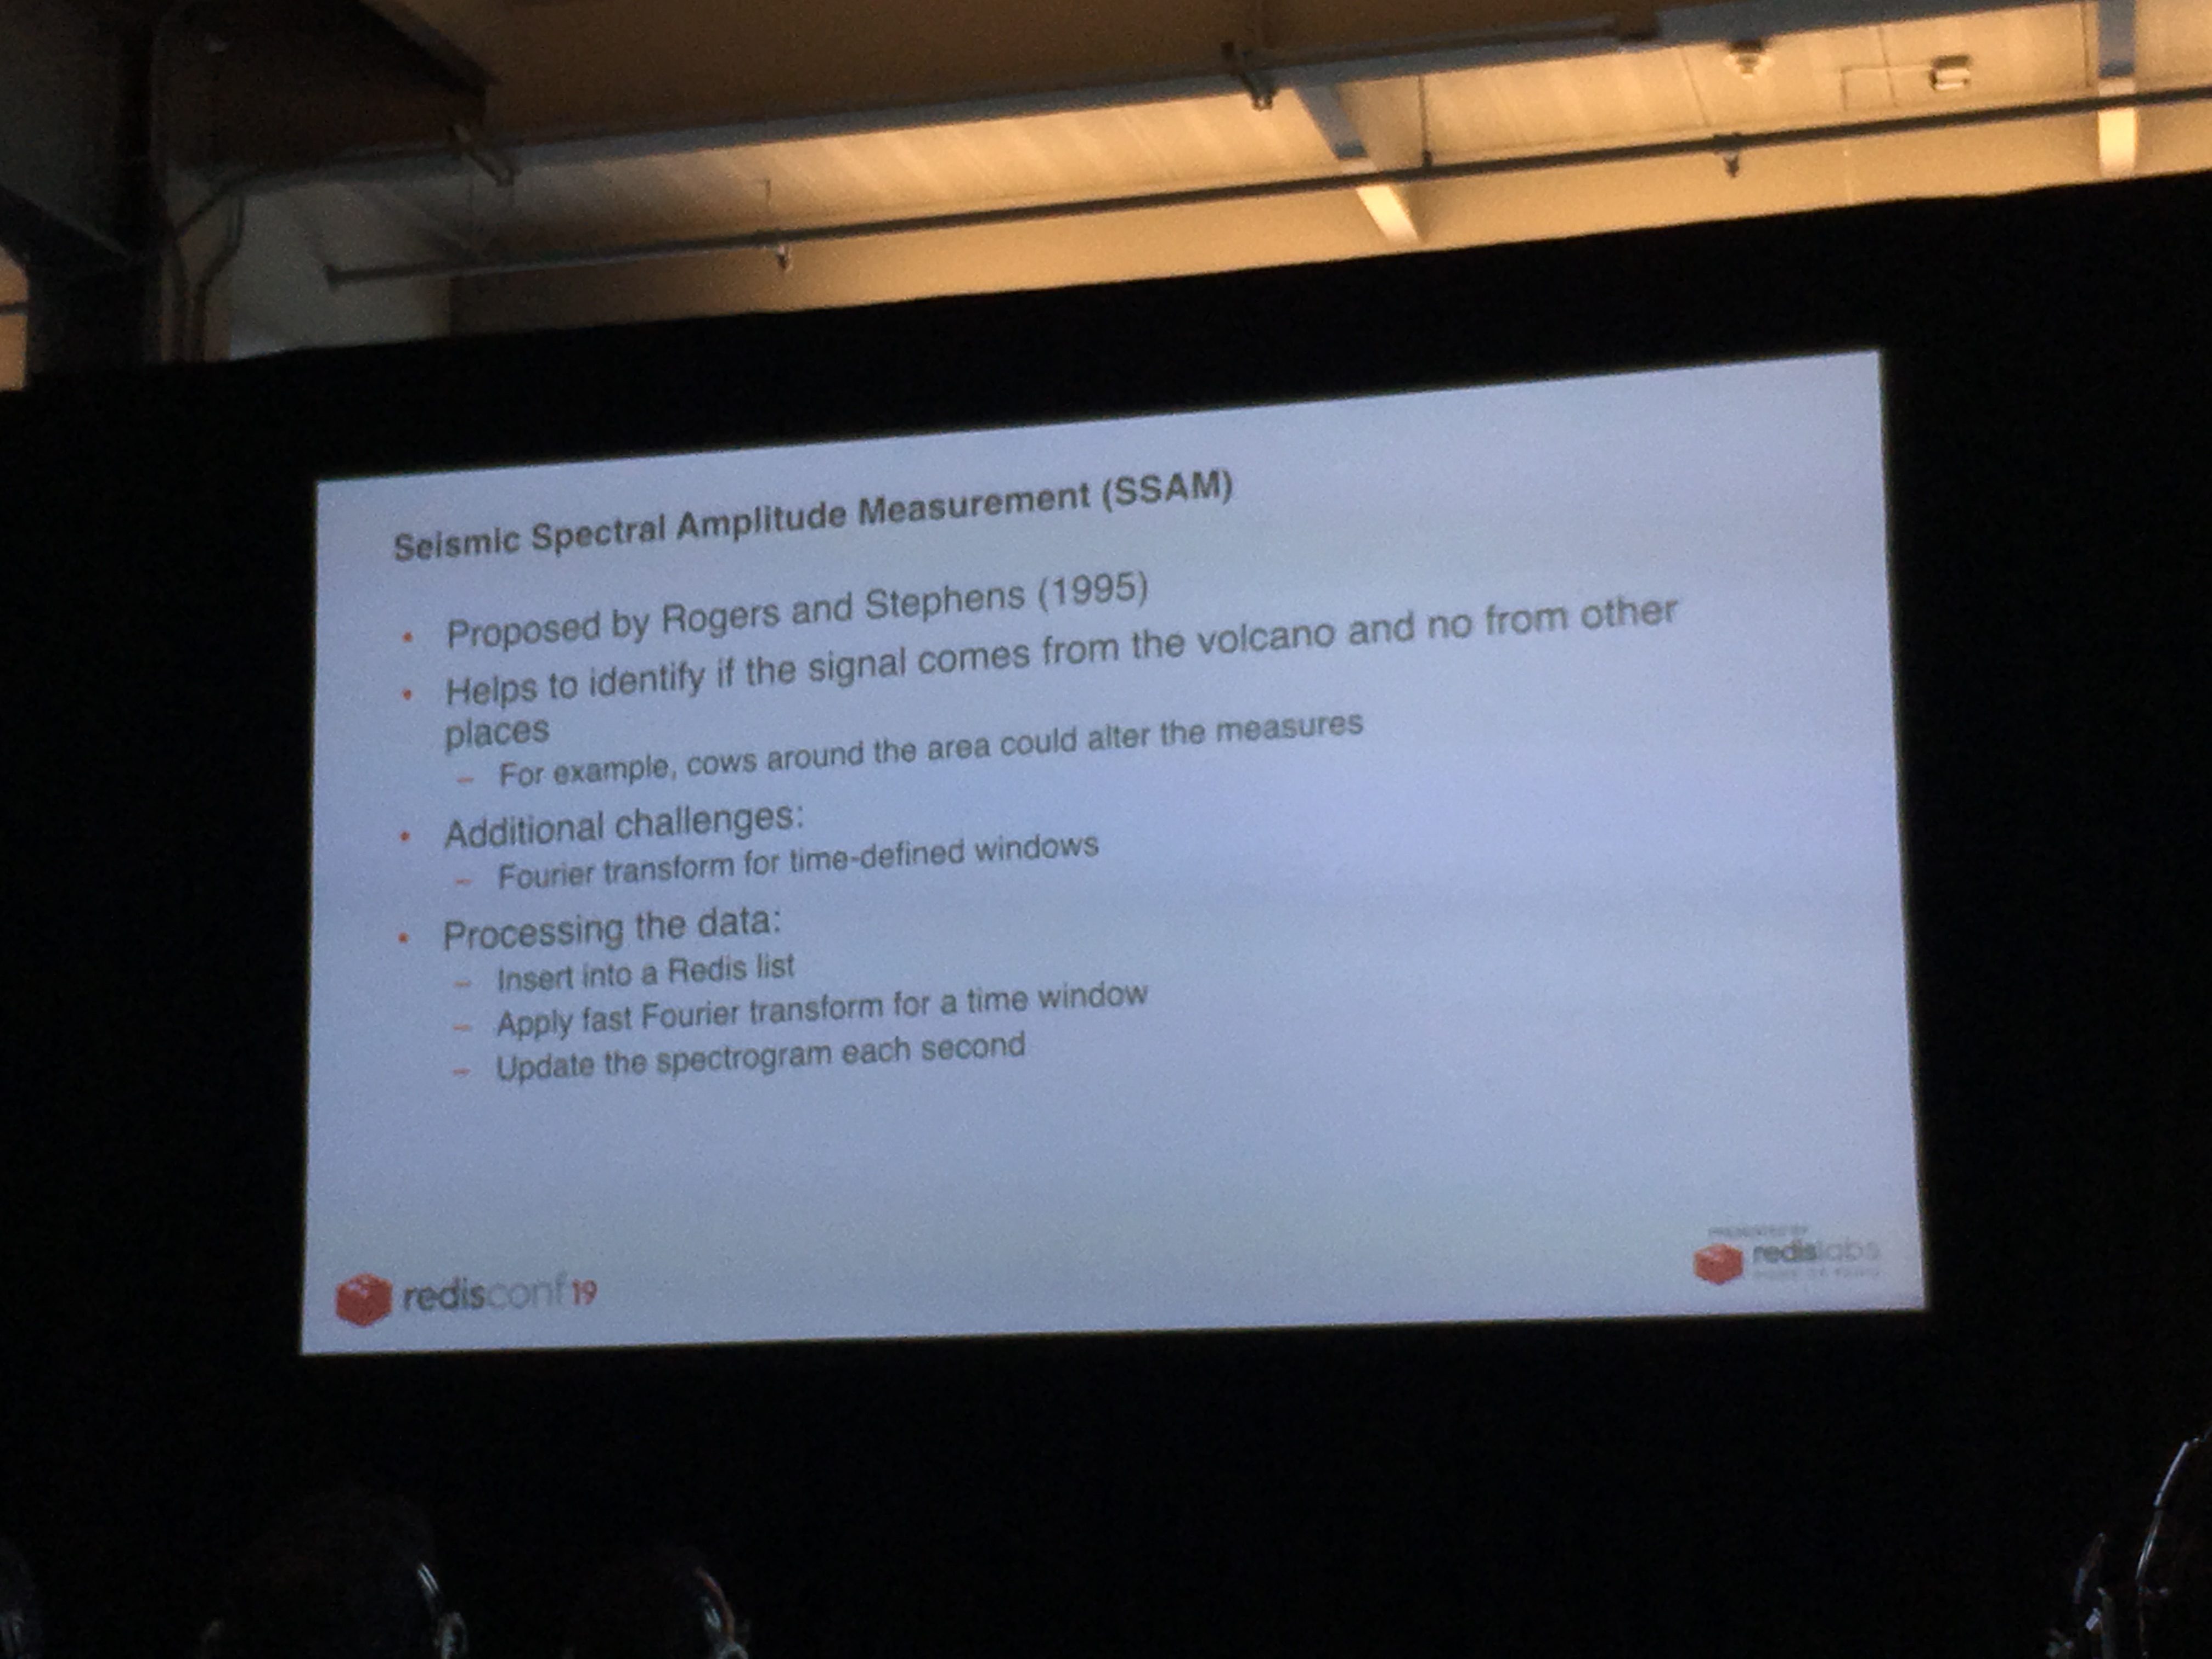 Seismic Spectral Amplitude Measurement (SSAM)
• Proposed by Rogers and Stephens (1995)
• Helps to identify if the signal comes from the volcano and no from other
places
– For example, cows around the area could alter the measures
• Additional challenges:
– Fourier transform for time-defined windows
• Processing the data:
– Insert into a Redis list
– Apply fast Fourier transform for a time window
– Update the spectrogram each second
redisconf19
redislabs